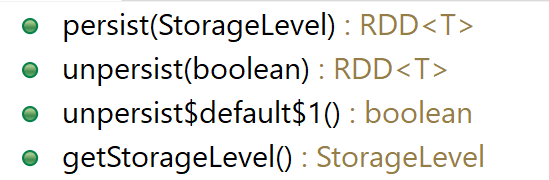 persist(StorageLevel) : RDD<T>
unpersist(boolean) : RDD<T>
unpersist$default$1() : boolean
getStorageLevel() : StorageLevel